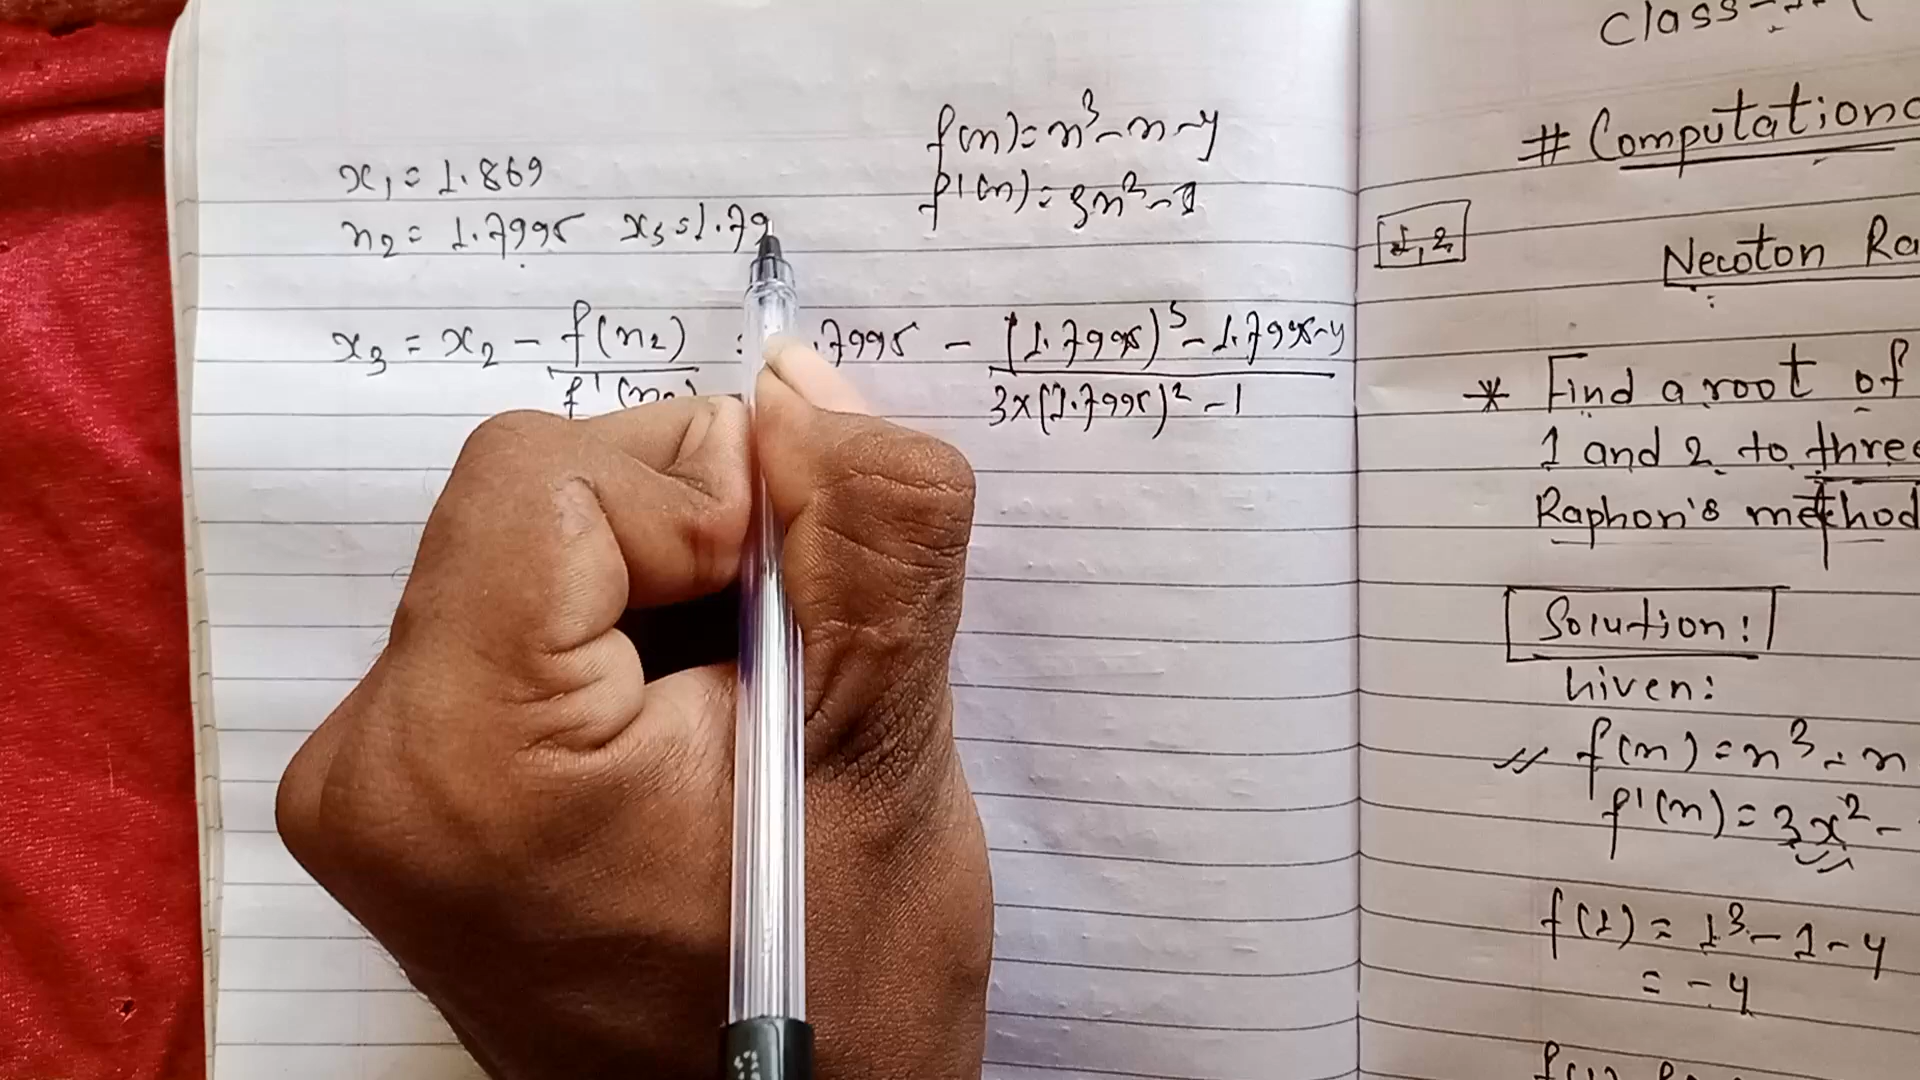 x₁ = 1.869
x₂ = 1.7995 x₃ = 1.79
f(x) = x³ - x - 4
f'(x) = 3x² - 1
x₃ = x₂ - f(x₂) / f'(x₂) = .7995 - (1.7995)³ - 1.7995 - 4 / 3×(1.7995)² - 1
Class-
# Computationa
1,2
Newton Ra
* Find a root of
1 and 2 to three
Raphon's method
Solution:
Given:
f(x) = x³ - x
f'(x) = 3x² -
f(1) = 1³ - 1 - 4
= -4